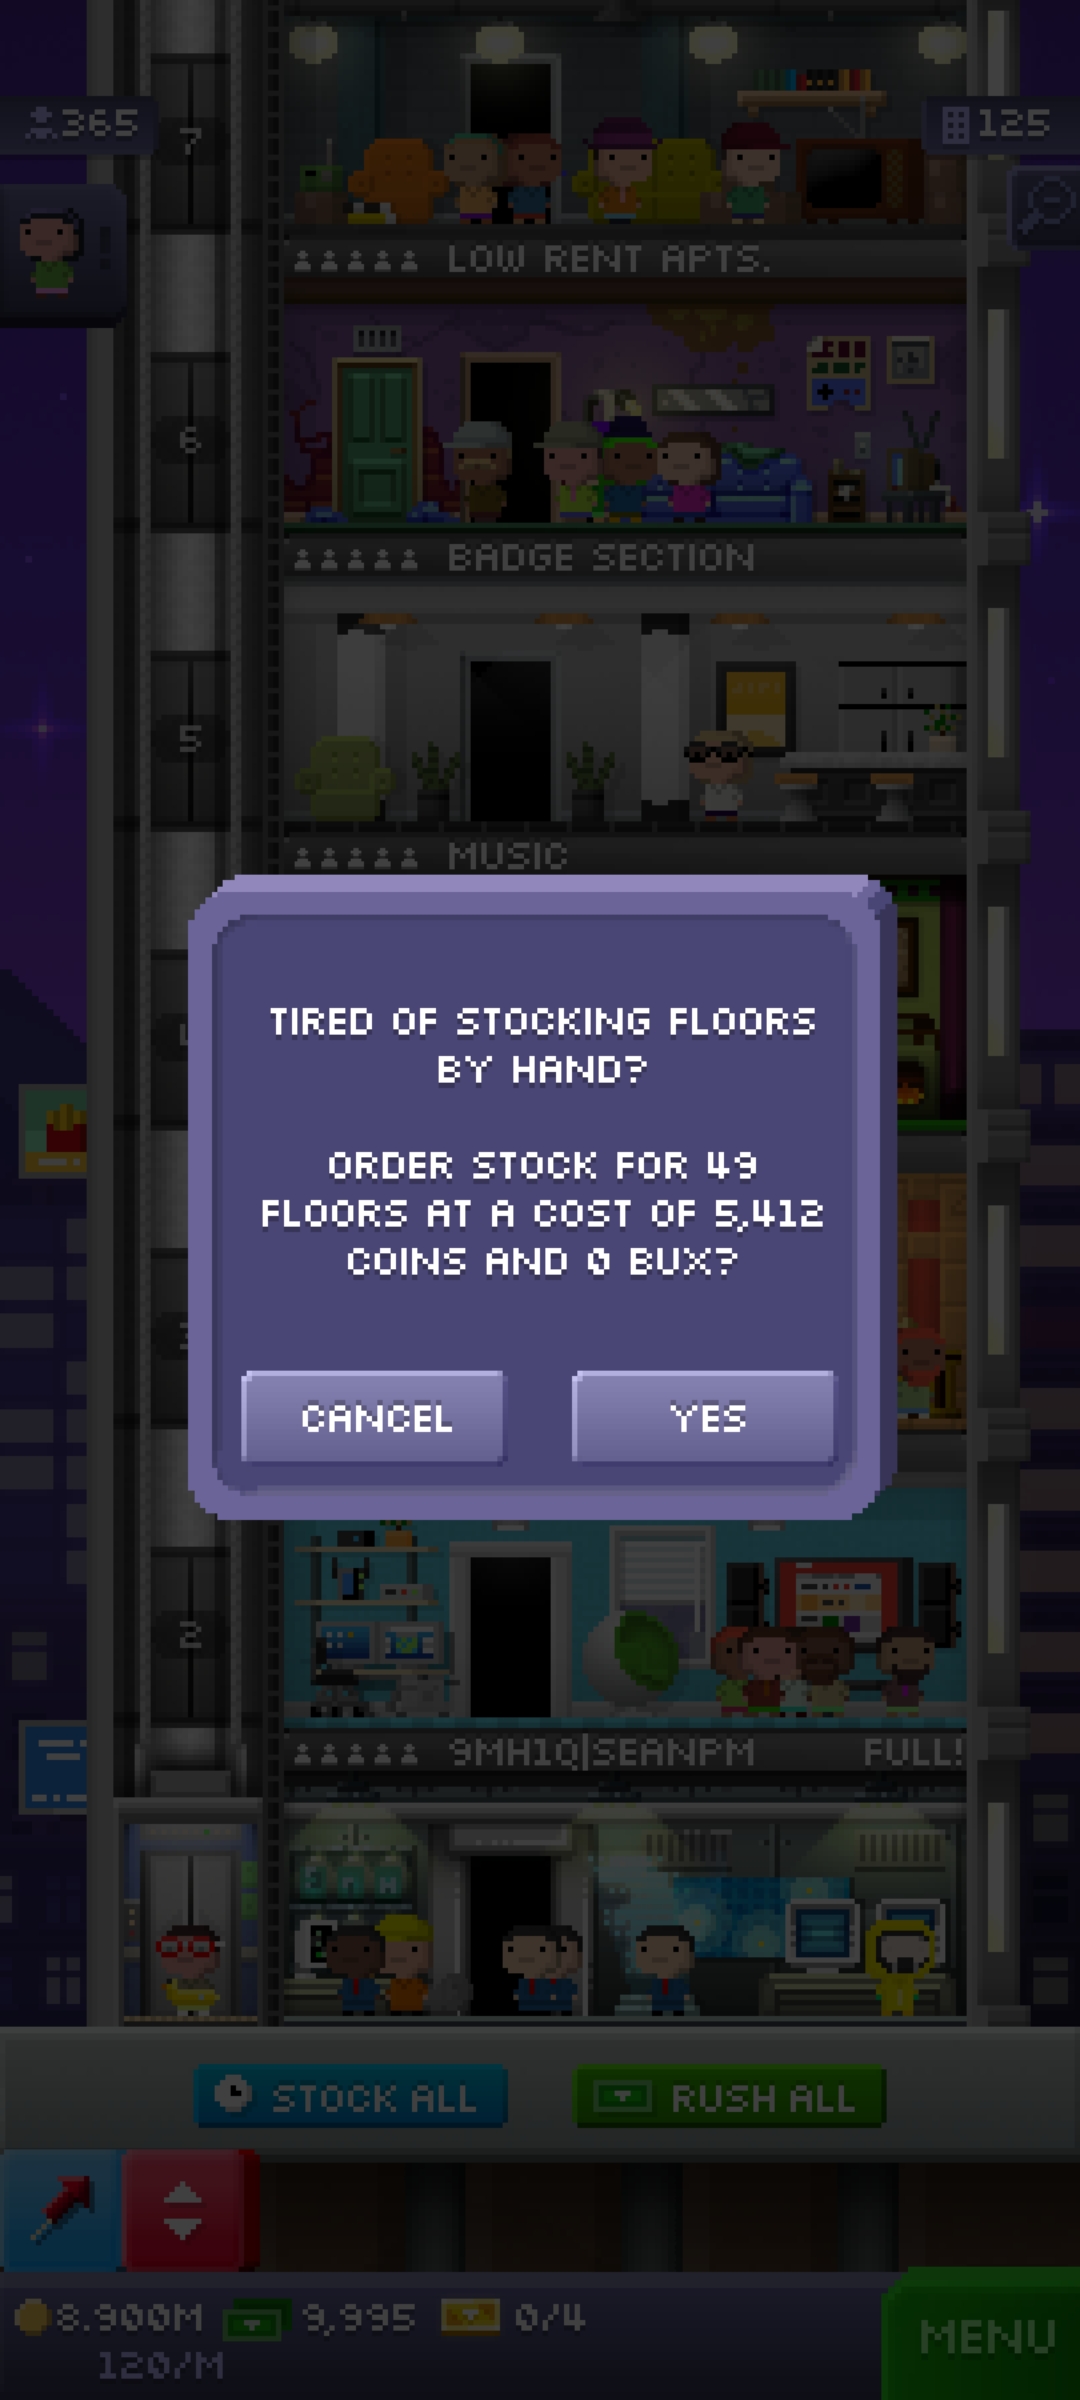 365
125
7
LOW RENT APTS.
6
BADGE SECTION
5
MUSIC
TIRED OF STOCKING FLOORS
BY HAND?
ORDER STOCK FOR 49
FLOORS AT A COST OF 5,412
COINS AND 0 BUX?
CANCEL
YES
2
9MH1Q|SEANPM
FULL!
STOCK ALL
RUSH ALL
8.900M
9,995
0/4
MENU
120/M